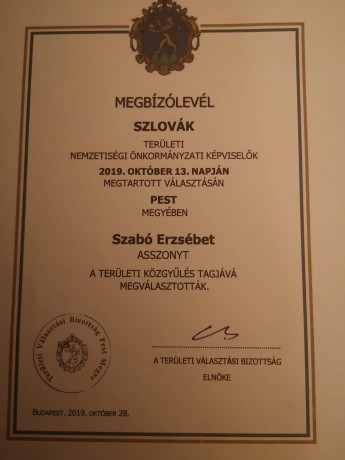 MEGBÍZÓLEVÉL
SZLOVÁK
TERÜLETI
NEMZETISÉGI ÖNKORMÁNYZATI KÉPVISELŐK
2019. OKTÓBER 13. NAPJÁN
MEGTARTOTT VÁLASZTÁSÁN
PEST
MEGYÉBEN
Szabó Erzsébet
ASSZONYT
A TERÜLETI KÖZGYŰLÉS TAGJÁVÁ
MEGVÁLASZTOTTÁK.
Területi Választási Bizottság Pest Megye
A TERÜLETI VÁLASZTÁSI BIZOTTSÁG
ELNÖKE
BUDAPEST, 2019. OKTÓBER 28.